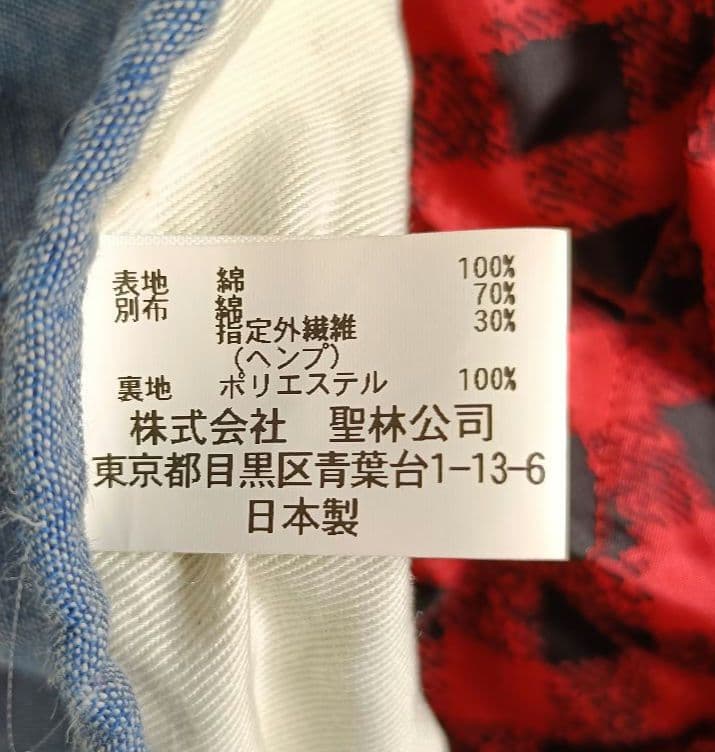 表地 綿 100%
別布 綿 70%
指定外繊維 30%
(ヘンプ)
裏地 ポリエステル 100%
株式会社 聖林公司
東京都目黒区青葉台1-13-6
日本製